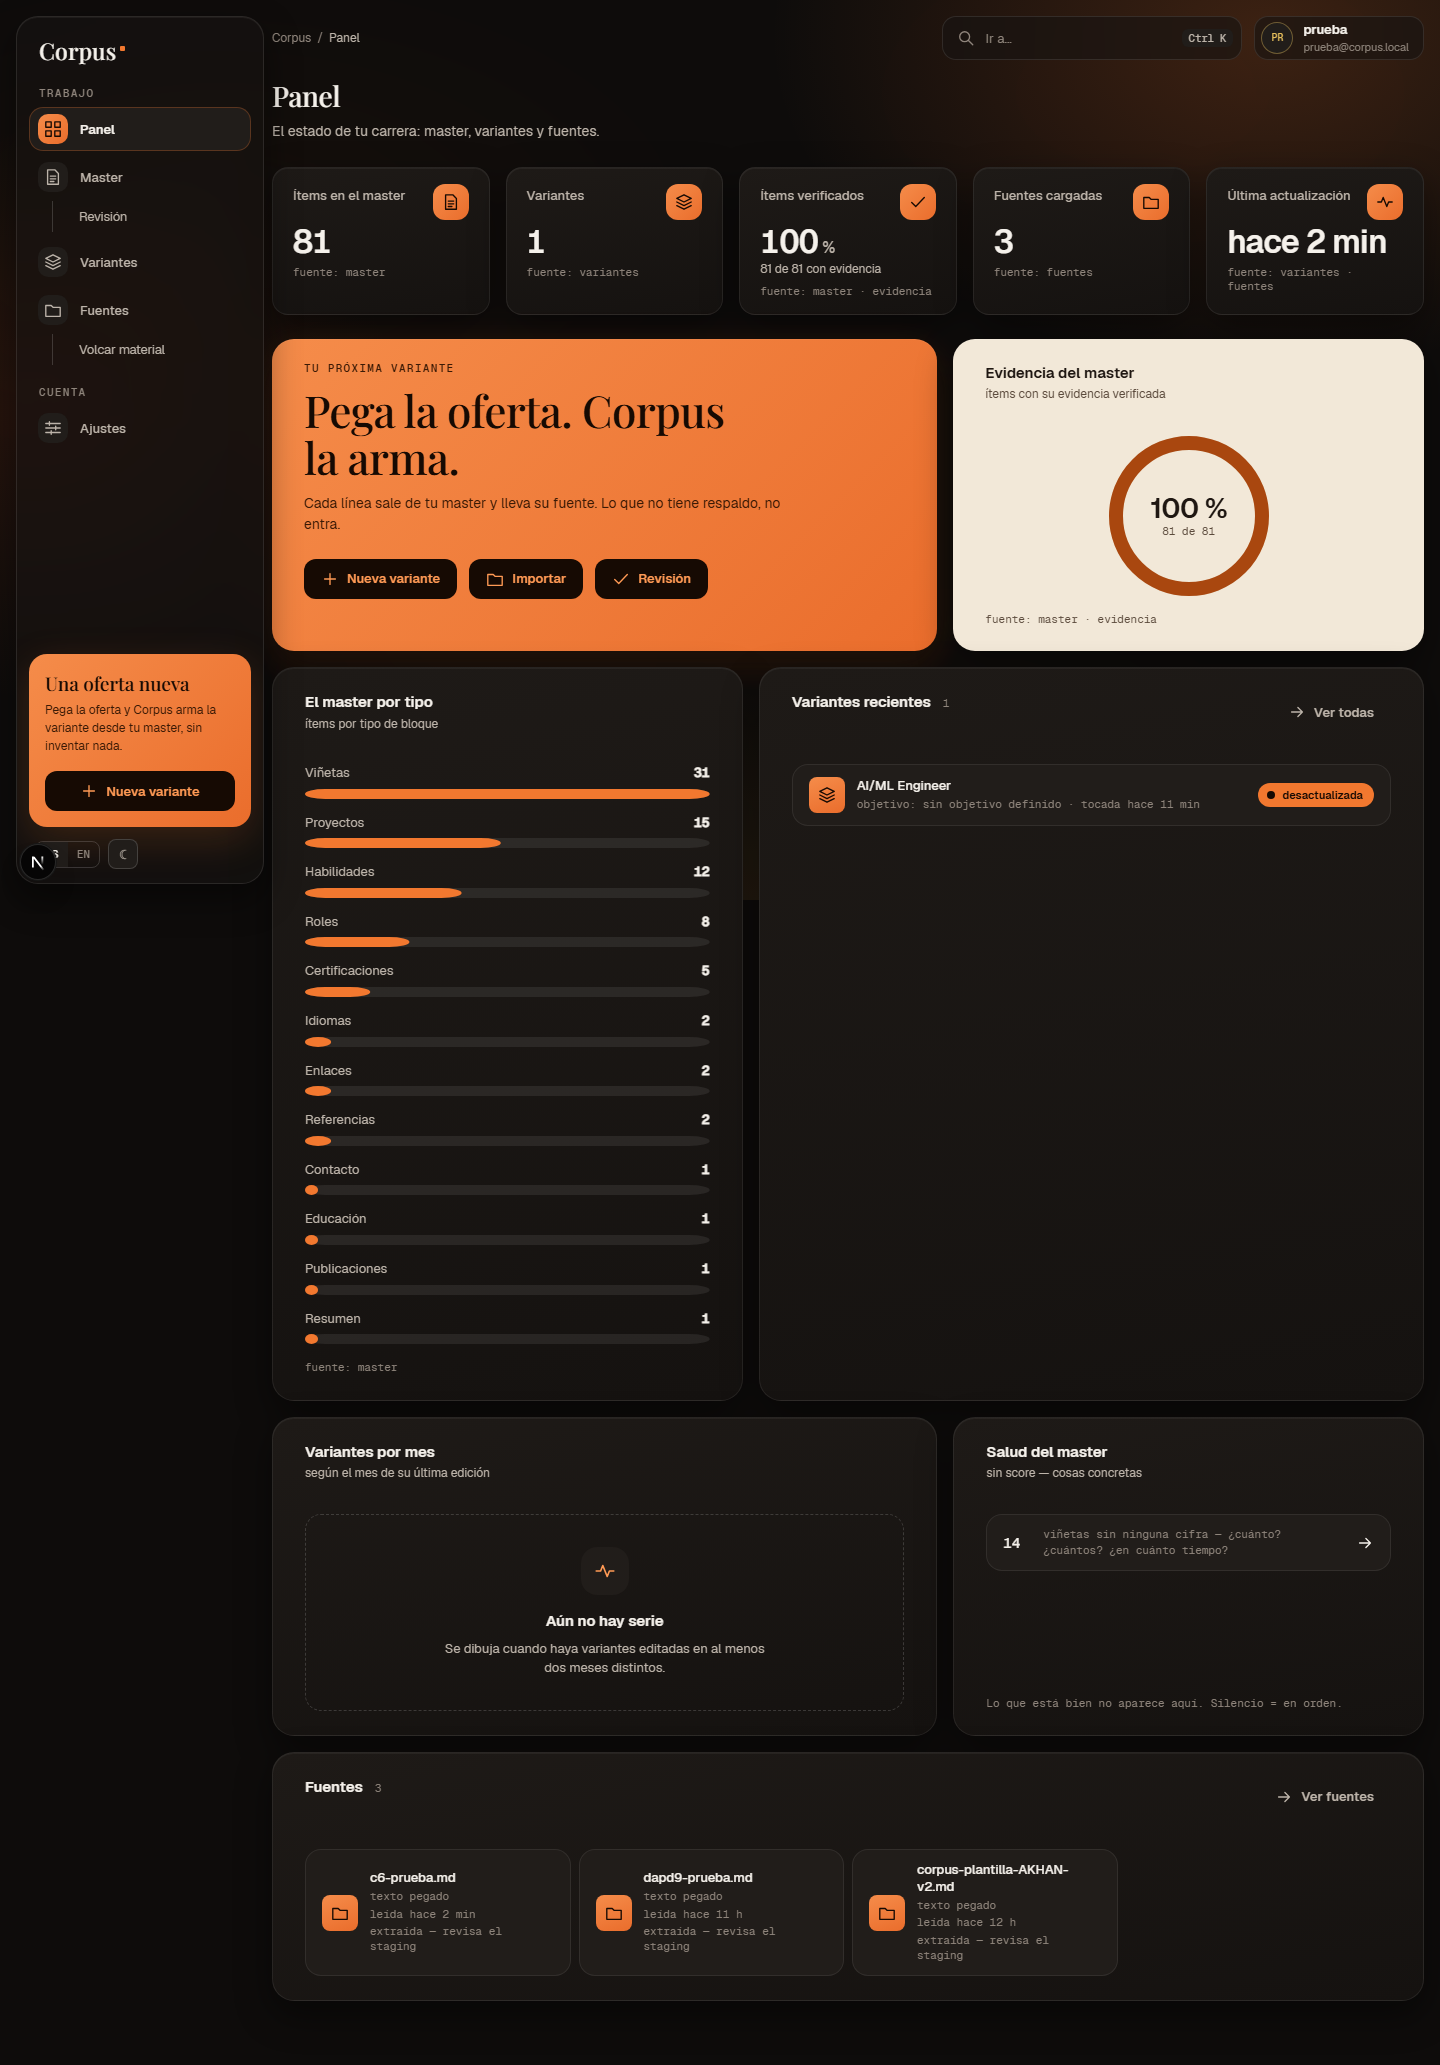 Corpus
TRABAJO
Panel
Master
Revisión
Variantes
Fuentes
Volcar material
CUENTA
Ajustes
Una oferta nueva
Pega la oferta y Corpus arma la
variante desde tu master, sin
inventar nada.
Nueva variante
EN
Corpus / Panel
Ir a...
Ctrl K
PR
prueba
prueba@corpus.local
Panel
El estado de tu carrera: master, variantes y fuentes.
Ítems en el master
81
fuente: master
Variantes
1
fuente: variantes
Ítems verificados
100 %
81 de 81 con evidencia
fuente: master · evidencia
Fuentes cargadas
3
fuente: fuentes
Última actualización
hace 2 min
fuente: variantes ·
fuentes
TU PRÓXIMA VARIANTE
Pega la oferta. Corpus
la arma.
Cada línea sale de tu master y lleva su fuente. Lo que no tiene respaldo, no
entra.
Nueva variante
Importar
Revisión
Evidencia del master
ítems con su evidencia verificada
100 %
81 de 81
fuente: master · evidencia
El master por tipo
ítems por tipo de bloque
Viñetas 31
Proyectos 15
Habilidades 12
Roles 8
Certificaciones 5
Idiomas 2
Enlaces 2
Referencias 2
Contacto 1
Educación 1
Publicaciones 1
Resumen 1
fuente: master
Variantes recientes 1
Ver todas
AI/ML Engineer
objetivo: sin objetivo definido · tocada hace 11 min
desactualizada
Variantes por mes
según el mes de su última edición
Aún no hay serie
Se dibuja cuando haya variantes editadas en al menos
dos meses distintos.
Salud del master
sin score — cosas concretas
14
viñetas sin ninguna cifra — ¿cuánto?
¿cuántos? ¿en cuánto tiempo?
Lo que está bien no aparece aquí. Silencio = en orden.
Fuentes 3
Ver fuentes
c6-prueba.md
texto pegado
leída hace 2 min
extraída — revisa el
staging
dapd9-prueba.md
texto pegado
leída hace 11 h
extraída — revisa el
staging
corpus-plantilla-AKHAN-
v2.md
texto pegado
leída hace 12 h
extraída — revisa el
staging